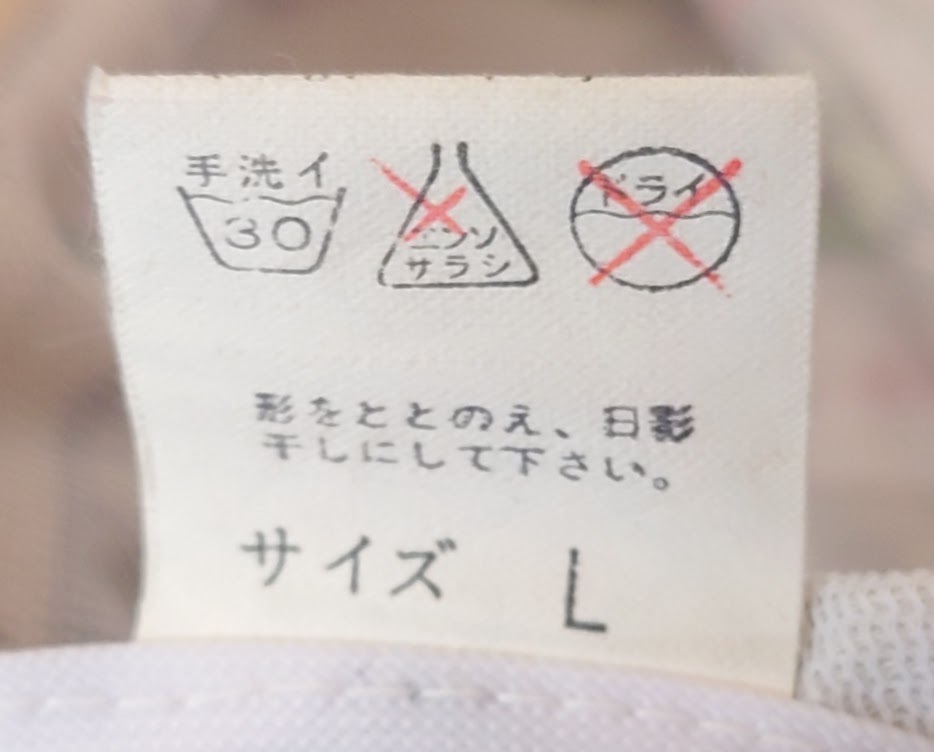 手洗イ
30
エンソ
サラシ
ドライ
形をととのえ、日影
干しにして下さい。
サイズ L